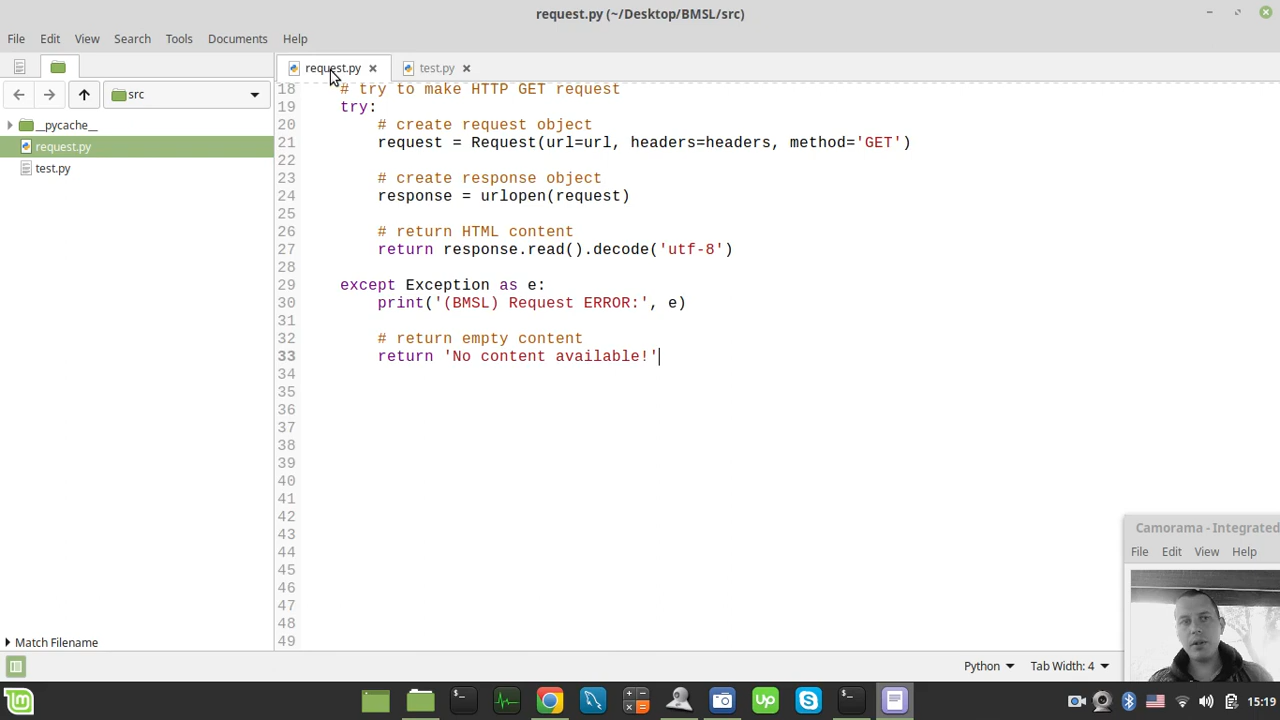 request.py (~/Desktop/BMSL/src)
File Edit View Search Tools Documents Help
request.py
test.py
src
__pycache__
request.py
test.py
18 # try to make HTTP GET request
19 try:
20 # create request object
21 request = Request(url=url, headers=headers, method='GET')
22
23 # create response object
24 response = urlopen(request)
25
26 # return HTML content
27 return response.read().decode('utf-8')
28
29 except Exception as e:
30 print('(BMSL) Request ERROR:', e)
31
32 # return empty content
33 return 'No content available!'
34
35
36
37
38
39
40
41
42
43
44
45
46
47
48
49
Camorama - Integrated
File Edit View Help
Match Filename
Python Tab Width: 4
up
15:19